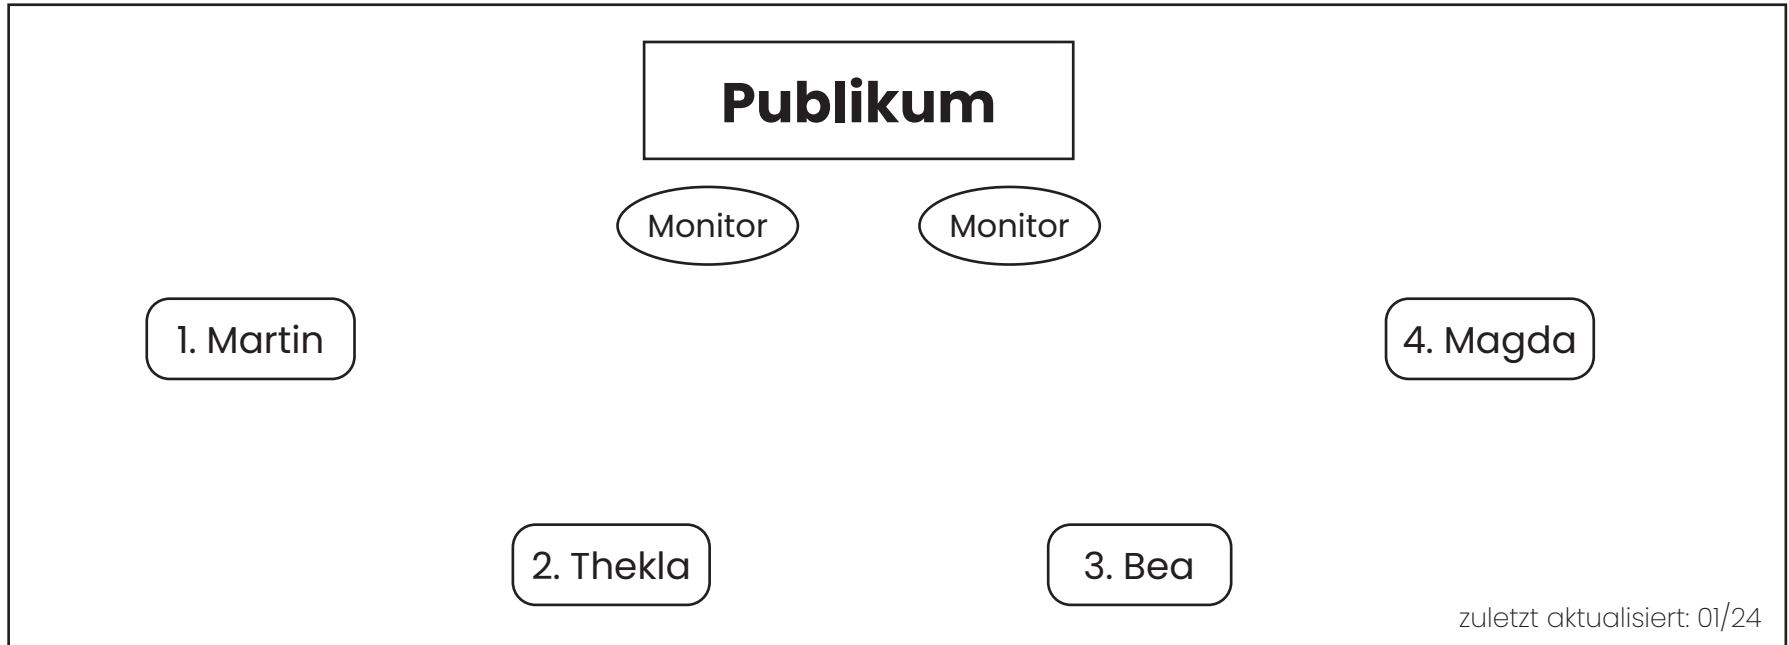 Publikum
Monitor
Monitor
1. Martin
4. Magda
2. Thekla
3. Bea
zuletzt aktualisiert: 01/24